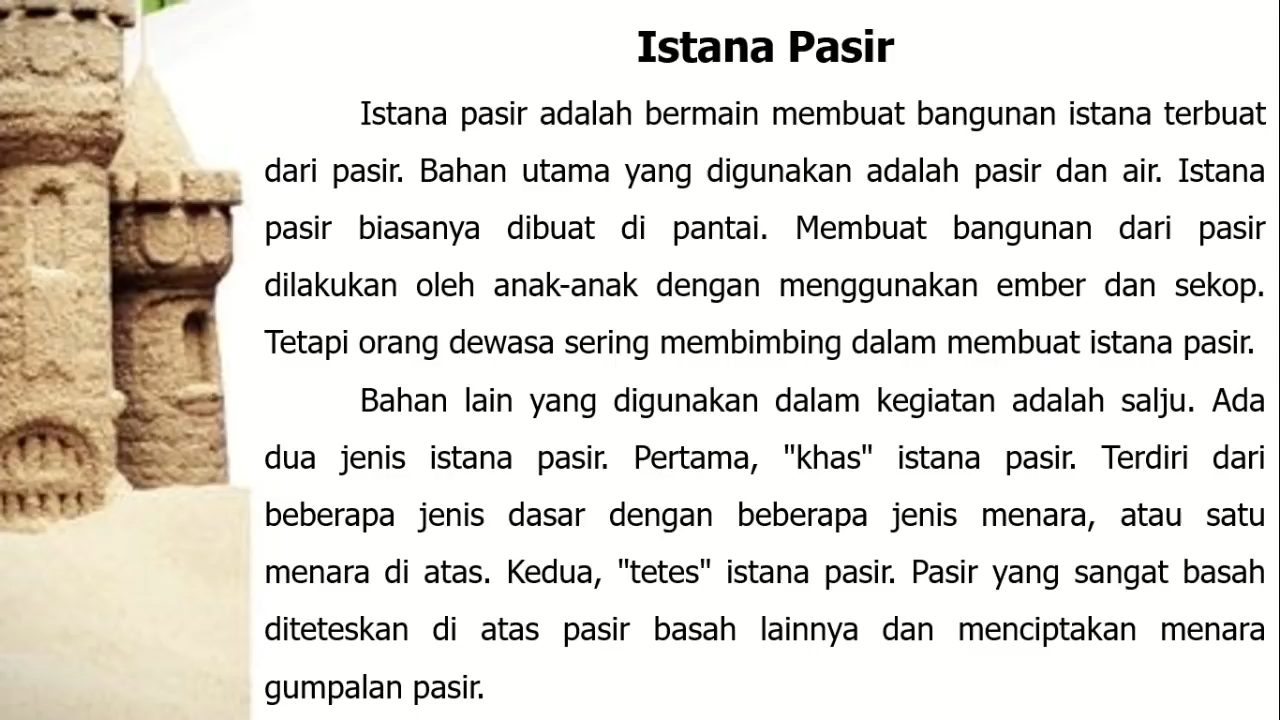 Istana Pasir
Istana pasir adalah bermain membuat bangunan istana terbuat
dari pasir. Bahan utama yang digunakan adalah pasir dan air. Istana
pasir biasanya dibuat di pantai. Membuat bangunan dari pasir
dilakukan oleh anak-anak dengan menggunakan ember dan sekop.
Tetapi orang dewasa sering membimbing dalam membuat istana pasir.
Bahan lain yang digunakan dalam kegiatan adalah salju. Ada
dua jenis istana pasir. Pertama, "khas" istana pasir. Terdiri dari
beberapa jenis dasar dengan beberapa jenis menara, atau satu
menara di atas. Kedua, "tetes" istana pasir. Pasir yang sangat basah
diteteskan di atas pasir basah lainnya dan menciptakan menara
gumpalan pasir.